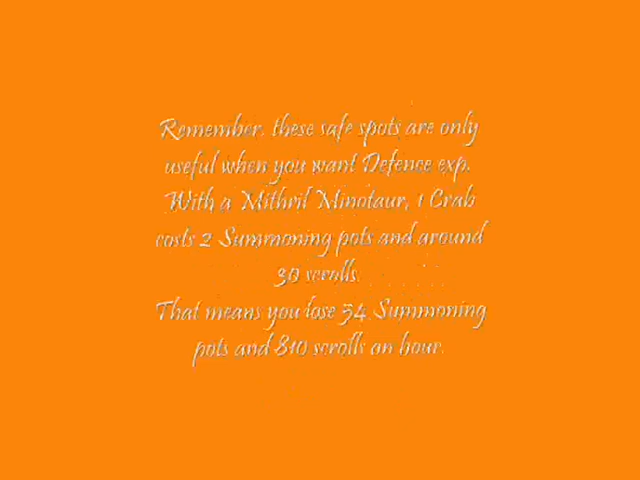 Remember, these safe spots are only
useful when you want Defence exp.
With a Mithril Minotaur, 1 Crab
costs 2 Summoning pots and around
30 scrolls.
That means you lose 54 Summoning
pots and 810 scrolls an hour.